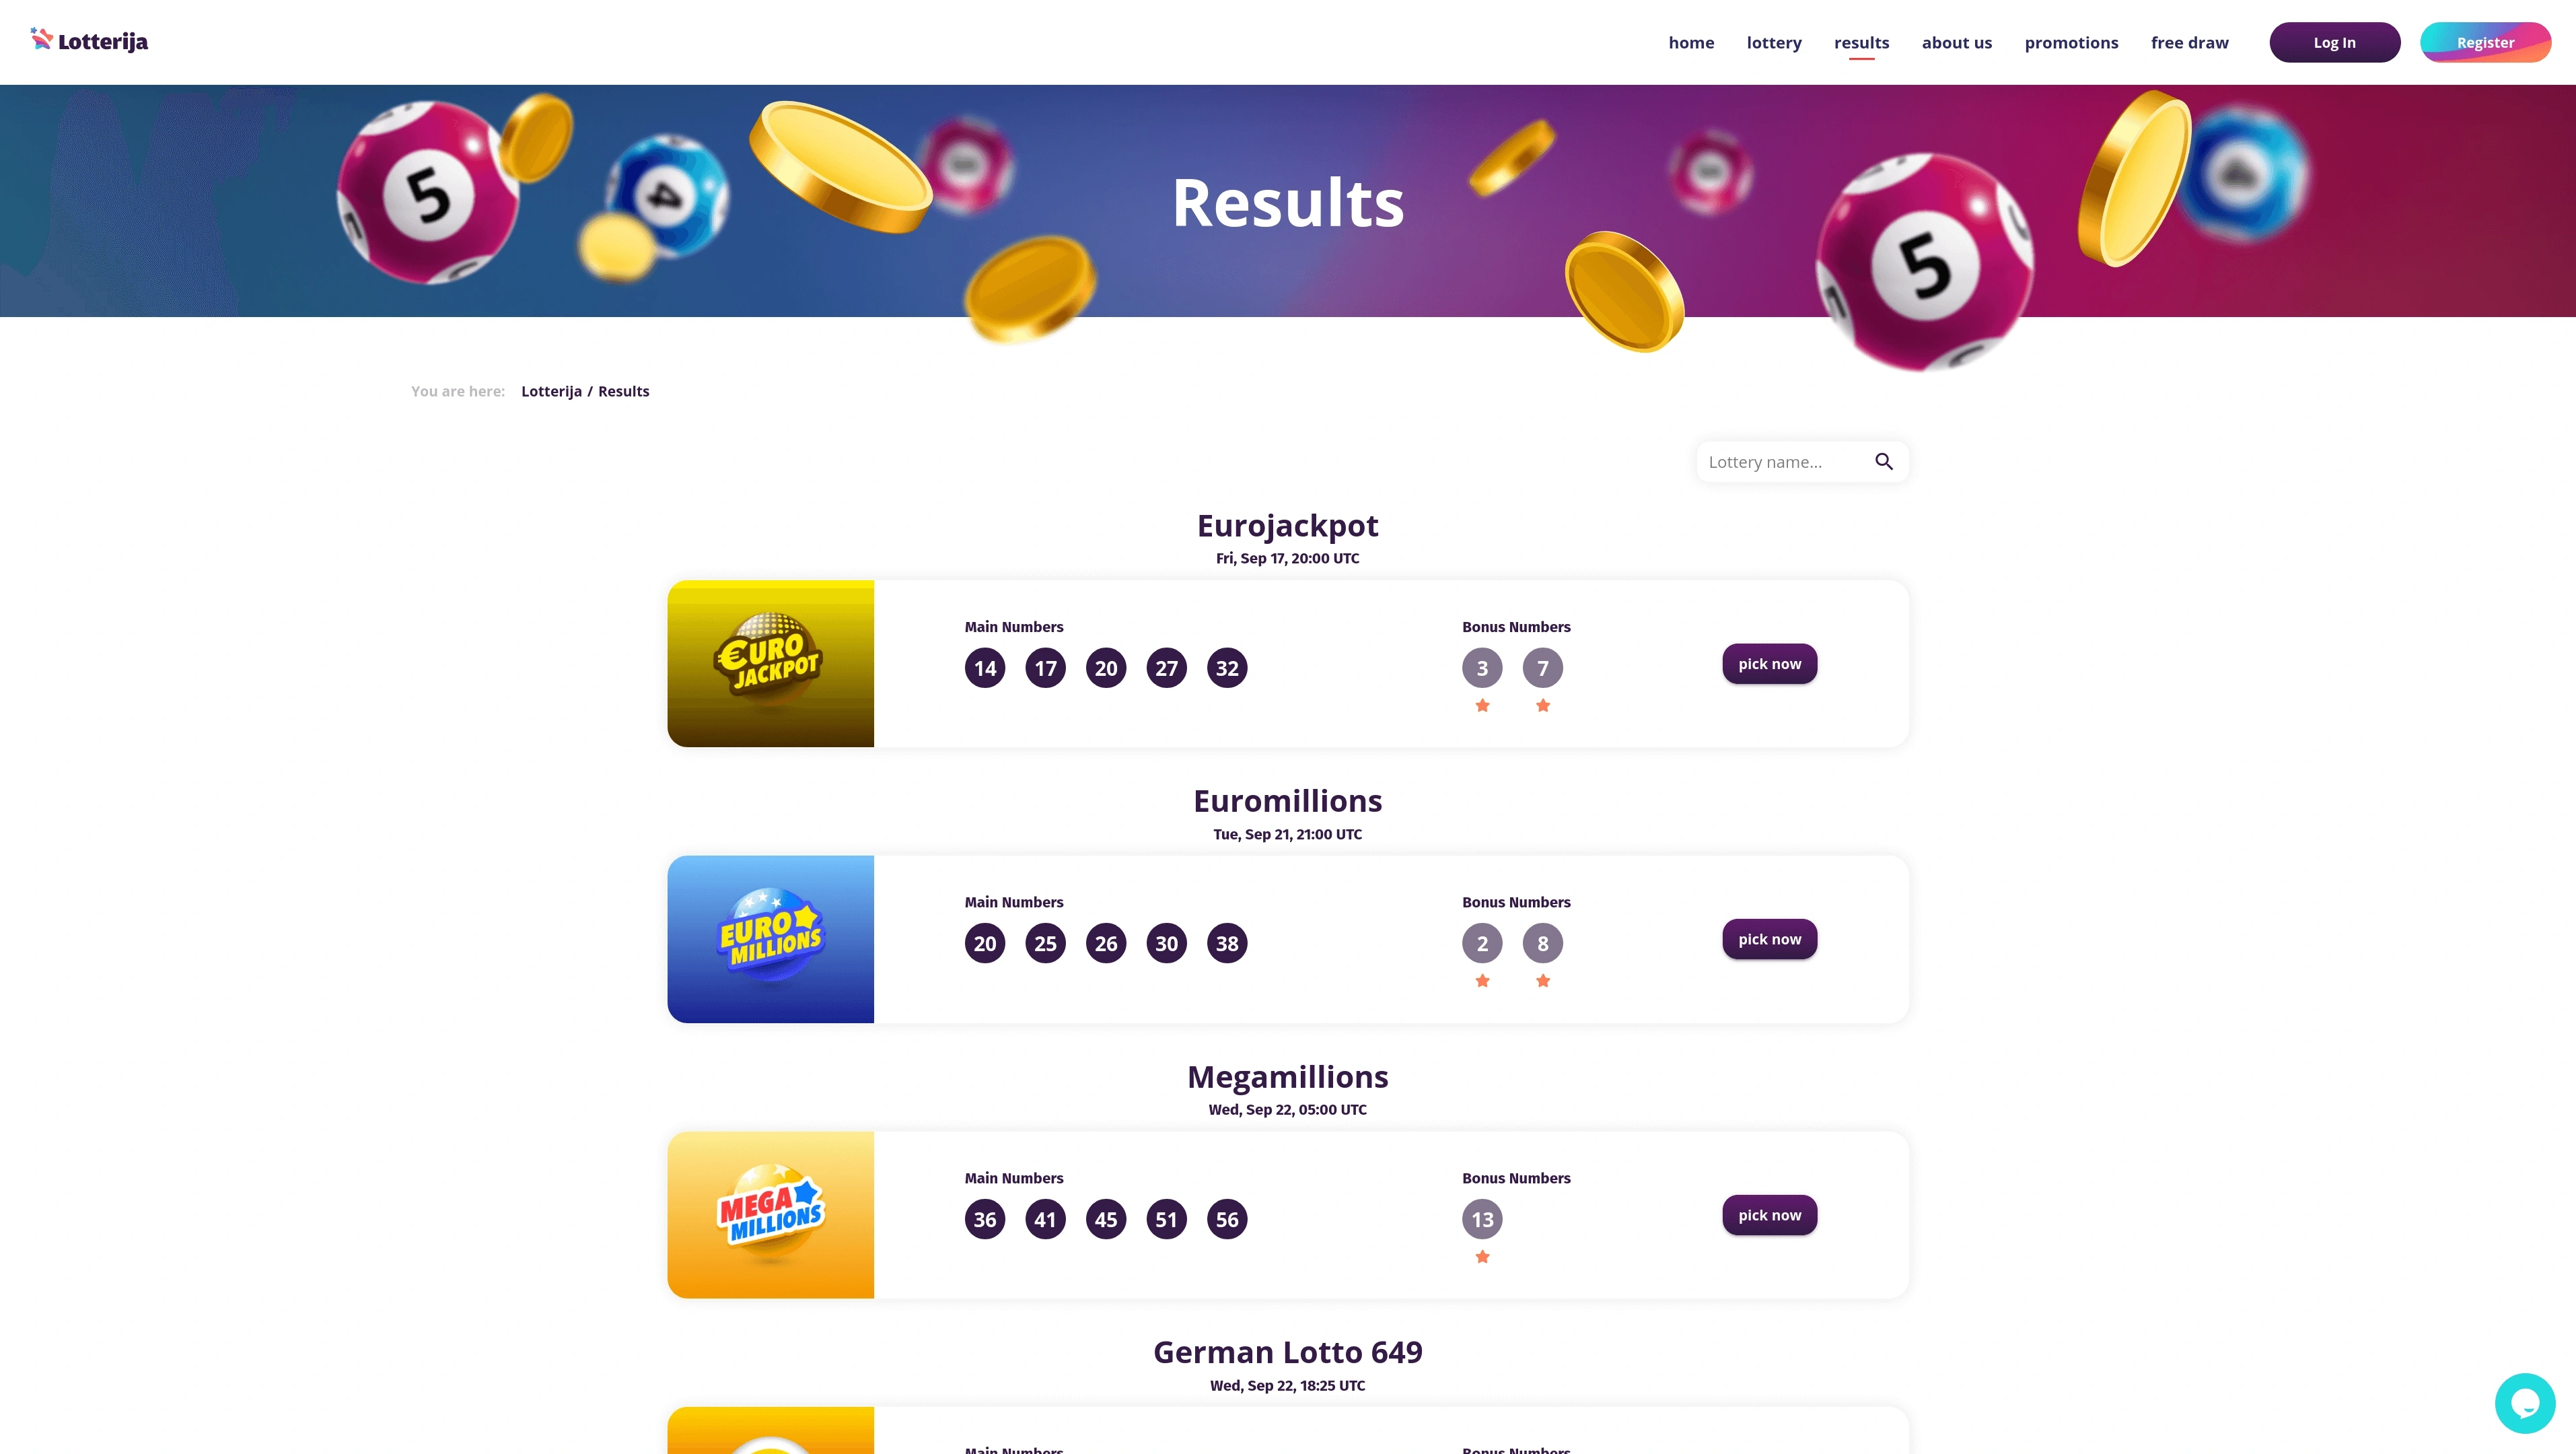 Lotterija
home lottery results about us promotions free draw Log In Register
5
4
5
Results
You are here: Lotterija / Results
Lottery name...
Eurojackpot
Fri, Sep 17, 20:00 UTC
€URO
JACKPOT
Main Numbers
14 17 20 27 32
Bonus Numbers
3 7
pick now
Euromillions
Tue, Sep 21, 21:00 UTC
EURO
MILLIONS
Main Numbers
20 25 26 30 38
Bonus Numbers
2 8
pick now
Megamillions
Wed, Sep 22, 05:00 UTC
MEGA
MILLIONS
Main Numbers
36 41 45 51 56
Bonus Numbers
13
pick now
German Lotto 649
Wed, Sep 22, 18:25 UTC
Main Numbers
Bonus Numbers